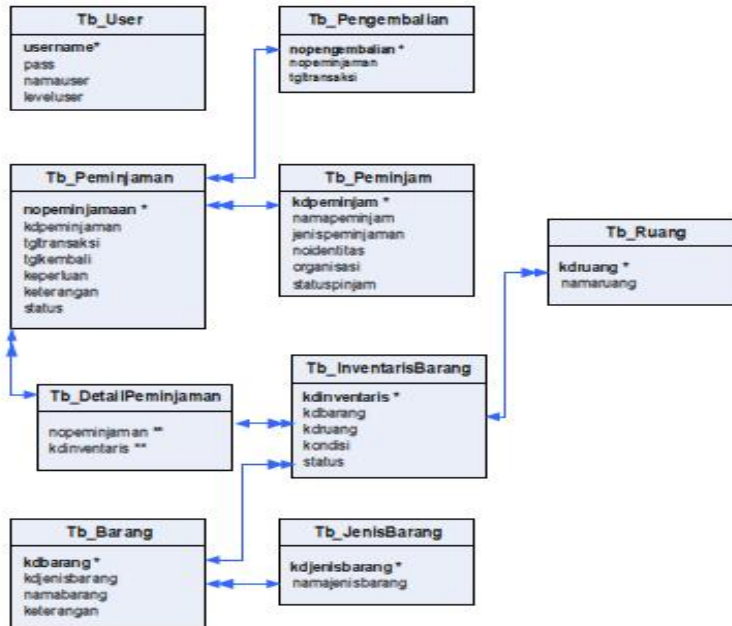 Tb_User
username*
pass
namauser
leveluser
Tb_Pengembalian
nopengembalian *
nopeminjaman
tgltransaksi
Tb_Peminjaman
nopeminjamaan *
kdpeminjaman
tgltransaksi
tglkembali
keperluan
keterangan
status
Tb_Peminjam
kdpeminjam *
namapeminjam
jenispeminjaman
noidentitas
organisasi
statuspinjam
Tb_Ruang
kdruang *
namaruang
Tb_DetailPeminjaman
nopeminjaman **
kdinventaris **
Tb_InventarisBarang
kdinventaris *
kdbarang
kdruang
kondisi
status
Tb_Barang
kdbarang *
kdjenisbarang
namabarang
keterangan
Tb_JenisBarang
kdjenisbarang *
namajenisbarang